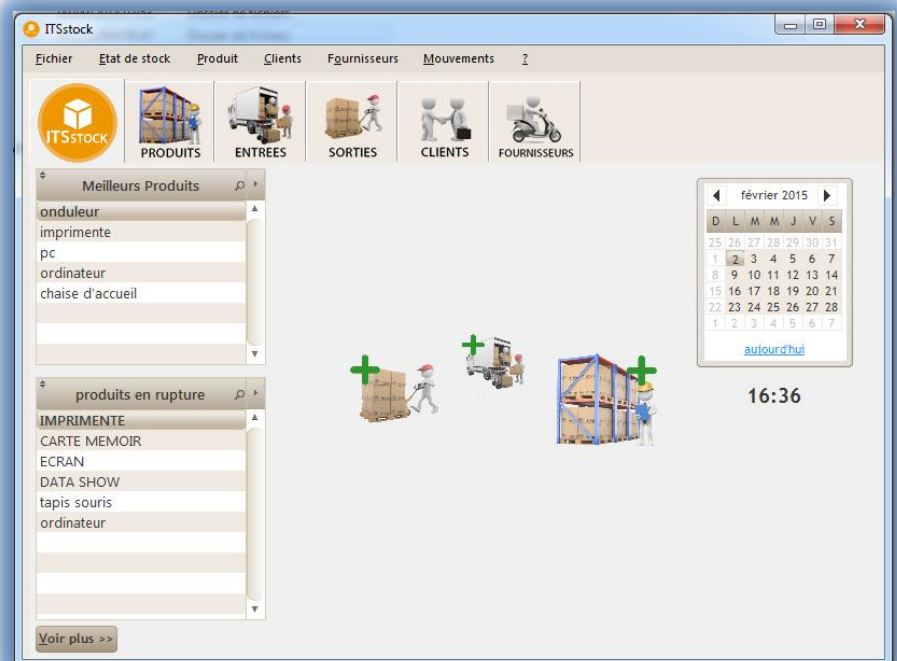 Dossier de fichiers
ITSstock
Fichier Etat de stock Produit Clients Fournisseurs Mouvements ?
ITSSTOCK
PRODUITS ENTREES SORTIES CLIENTS FOURNISSEURS
Meilleurs Produits
onduleur
imprimente
pc
ordinateur
chaise d'accueil
produits en rupture
IMPRIMENTE
CARTE MEMOIR
ECRAN
DATA SHOW
tapis souris
ordinateur
Voir plus >>
février 2015
D L M M J V S
25 26 27 28 29 30 31
1 2 3 4 5 6 7
8 9 10 11 12 13 14
15 16 17 18 19 20 21
22 23 24 25 26 27 28
1 2 3 4 5 6 7
aujourd'hui
16:36